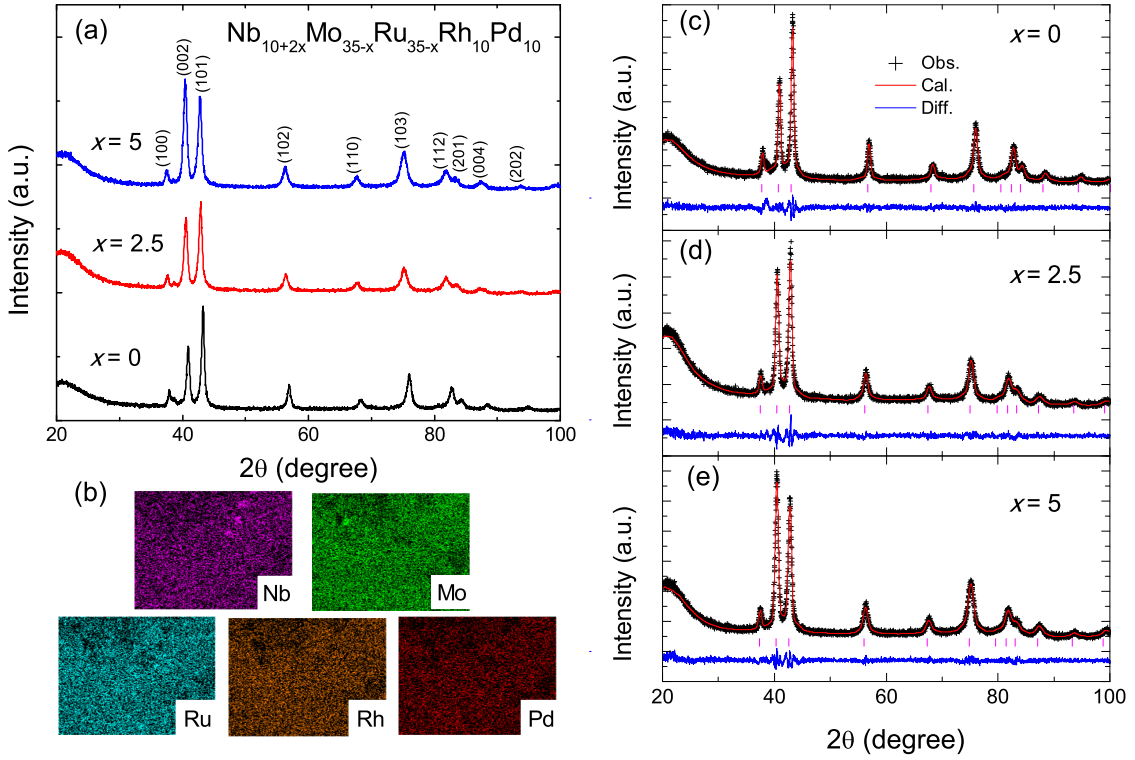 (a)
Nb10+2xMo35-xRu35-xRh10Pd10
(002)
(101)
(100)
(102)
(110)
(103)
(112)
(201)
(004)
(202)
x = 5
x = 2.5
x = 0
Intensity (a.u.)
20 40 60 80 100
2θ (degree)
(b)
Nb
Mo
Ru
Rh
Pd
(c)
x = 0
Obs.
Cal.
Diff.
Intensity (a.u.)
(d)
x = 2.5
Intensity (a.u.)
(e)
x = 5
Intensity (a.u.)
20 40 60 80 100
2θ (degree)